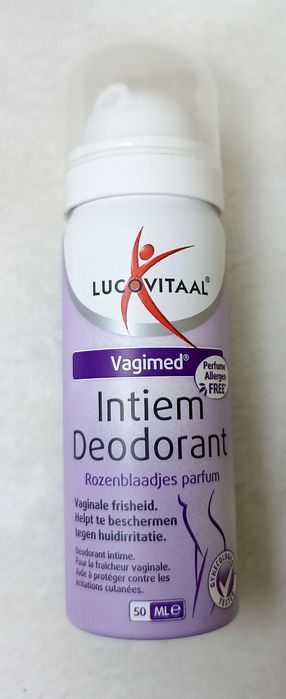 LUCOVITAAL®
Vagimed®
Perfume
Allergen
FREE
Intiem
Deodorant
Rozenblaadjes parfum
Vaginale frisheid.
Helpt te beschermen
tegen huidirritatie.
Déodorant intime.
Pour la fraîcheur vaginale.
Aide à protéger contre les
irritations cutanées.
50 ML e